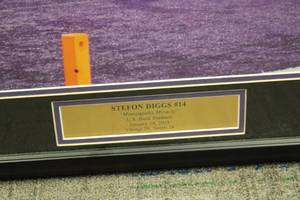 STEFON DIGGS #14
"Minneapolis Miracle"
U.S. Bank Stadium
January 14, 2018